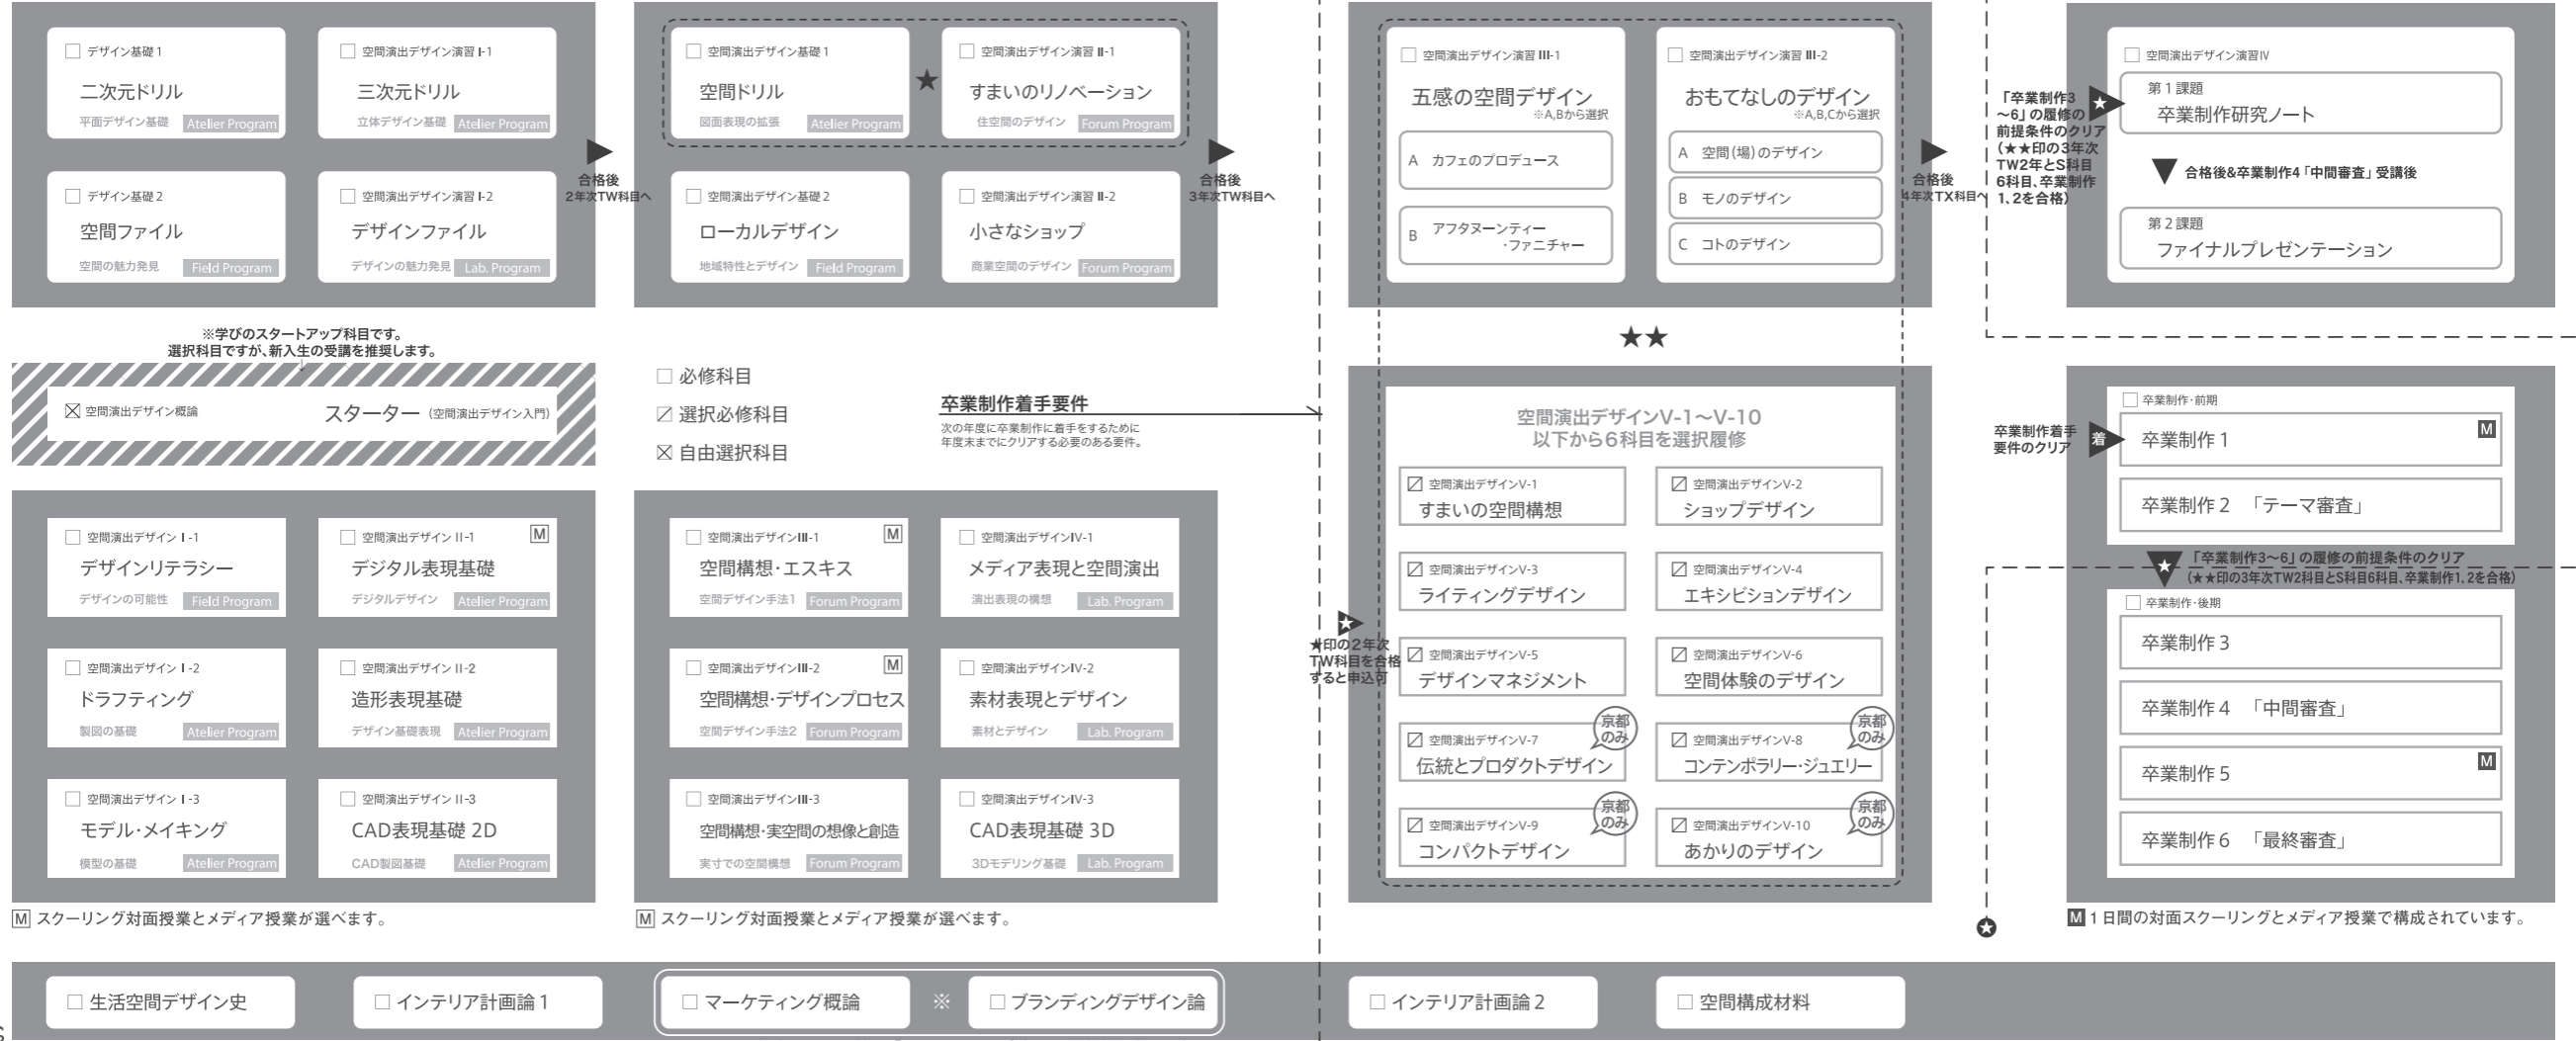 デザイン基礎 1
二次元ドリル
平面デザイン基礎 Atelier Program
空間演出デザイン演習 I-1
三次元ドリル
立体デザイン基礎 Atelier Program
デザイン基礎 2
空間ファイル
空間の魅力発見 Field Program
空間演出デザイン演習 I-2
デザインファイル
デザインの魅力発見 Lab. Program
合格後
2年次TW科目へ
空間演出デザイン基礎 1
空間ドリル
図面表現の拡張 Atelier Program
★
空間演出デザイン演習 II-1
すまいのリノベーション
住空間のデザイン Forum Program
空間演出デザイン基礎 2
ローカルデザイン
地域特性とデザイン Field Program
空間演出デザイン演習 II-2
小さなショップ
商業空間のデザイン Forum Program
合格後
3年次TW科目へ
空間演出デザイン演習 III-1
五感の空間デザイン
※A,Bから選択
A カフェのプロデュース
B アフタヌーンティー
・ファニチャー
空間演出デザイン演習 III-2
おもてなしのデザイン
※A,B,Cから選択
A 空間(場)のデザイン
B モノのデザイン
C コトのデザイン
合格後
4年次TX科目へ
「卒業制作3
～6」の履修の
前提条件のクリア
(★★印の3年次
TW2年とS科目
6科目、卒業制作
1、2を合格)
★
空間演出デザイン演習IV
第1課題
卒業制作研究ノート
合格後&卒業制作4「中間審査」受講後
第2課題
ファイナルプレゼンテーション
※学びのスタートアップ科目です。
選択科目ですが、新入生の受講を推奨します。
空間演出デザイン概論 スターター (空間演出デザイン入門)
必修科目
選択必修科目
自由選択科目
卒業制作着手要件
次の年度に卒業制作に着手をするために
年度末までにクリアする必要のある要件。
★★
空間演出デザイン I-1
デザインリテラシー
デザインの可能性 Field Program
空間演出デザイン II-1 M
デジタル表現基礎
デジタルデザイン Atelier Program
空間演出デザイン I-2
ドラフティング
製図の基礎 Atelier Program
空間演出デザイン II-2
造形表現基礎
デザイン基礎表現 Atelier Program
空間演出デザイン I-3
モデル・メイキング
模型の基礎 Atelier Program
空間演出デザイン II-3
CAD表現基礎 2D
CAD製図基礎 Atelier Program
M スクーリング対面授業とメディア授業が選べます。
空間演出デザインIII-1 M
空間構想・エスキス
空間デザイン手法1 Forum Program
空間演出デザインIV-1
メディア表現と空間演出
演出表現の構想 Lab. Program
空間演出デザインIII-2 M
空間構想・デザインプロセス
空間デザイン手法2 Forum Program
空間演出デザインIV-2
素材表現とデザイン
素材とデザイン Lab. Program
空間演出デザインIII-3
空間構想・実空間の想像と創造
実寸での空間構想 Forum Program
空間演出デザインIV-3
CAD表現基礎 3D
3Dモデリング基礎 Lab. Program
M スクーリング対面授業とメディア授業が選べます。
★
★印の2年次
TW科目を合格
すると申込可
空間演出デザインV-1～V-10
以下から6科目を選択履修
空間演出デザインV-1
すまいの空間構想
空間演出デザインV-2
ショップデザイン
空間演出デザインV-3
ライティングデザイン
空間演出デザインV-4
エキシビションデザイン
空間演出デザインV-5
デザインマネジメント
空間演出デザインV-6
空間体験のデザイン
空間演出デザインV-7
伝統とプロダクトデザイン
京都
のみ
空間演出デザインV-8
コンテンポラリー・ジュエリー
京都
のみ
空間演出デザインV-9
コンパクトデザイン
京都
のみ
空間演出デザインV-10
あかりのデザイン
京都
のみ
卒業制作着手
要件のクリア
着
卒業制作・前期
卒業制作 1 M
卒業制作 2 「テーマ審査」
★
「卒業制作3～6」の履修の前提条件のクリア
(★★印の3年次TW2科目とS科目6科目、卒業制作1、2を合格)
卒業制作・後期
卒業制作 3
卒業制作 4 「中間審査」
卒業制作 5 M
卒業制作 6 「最終審査」
★
M 1日間の対面スクーリングとメディア授業で構成されています。
生活空間デザイン史
インテリア計画論 1
マーケティング概論 ※ ブランディングデザイン論
インテリア計画論 2
空間構成材料